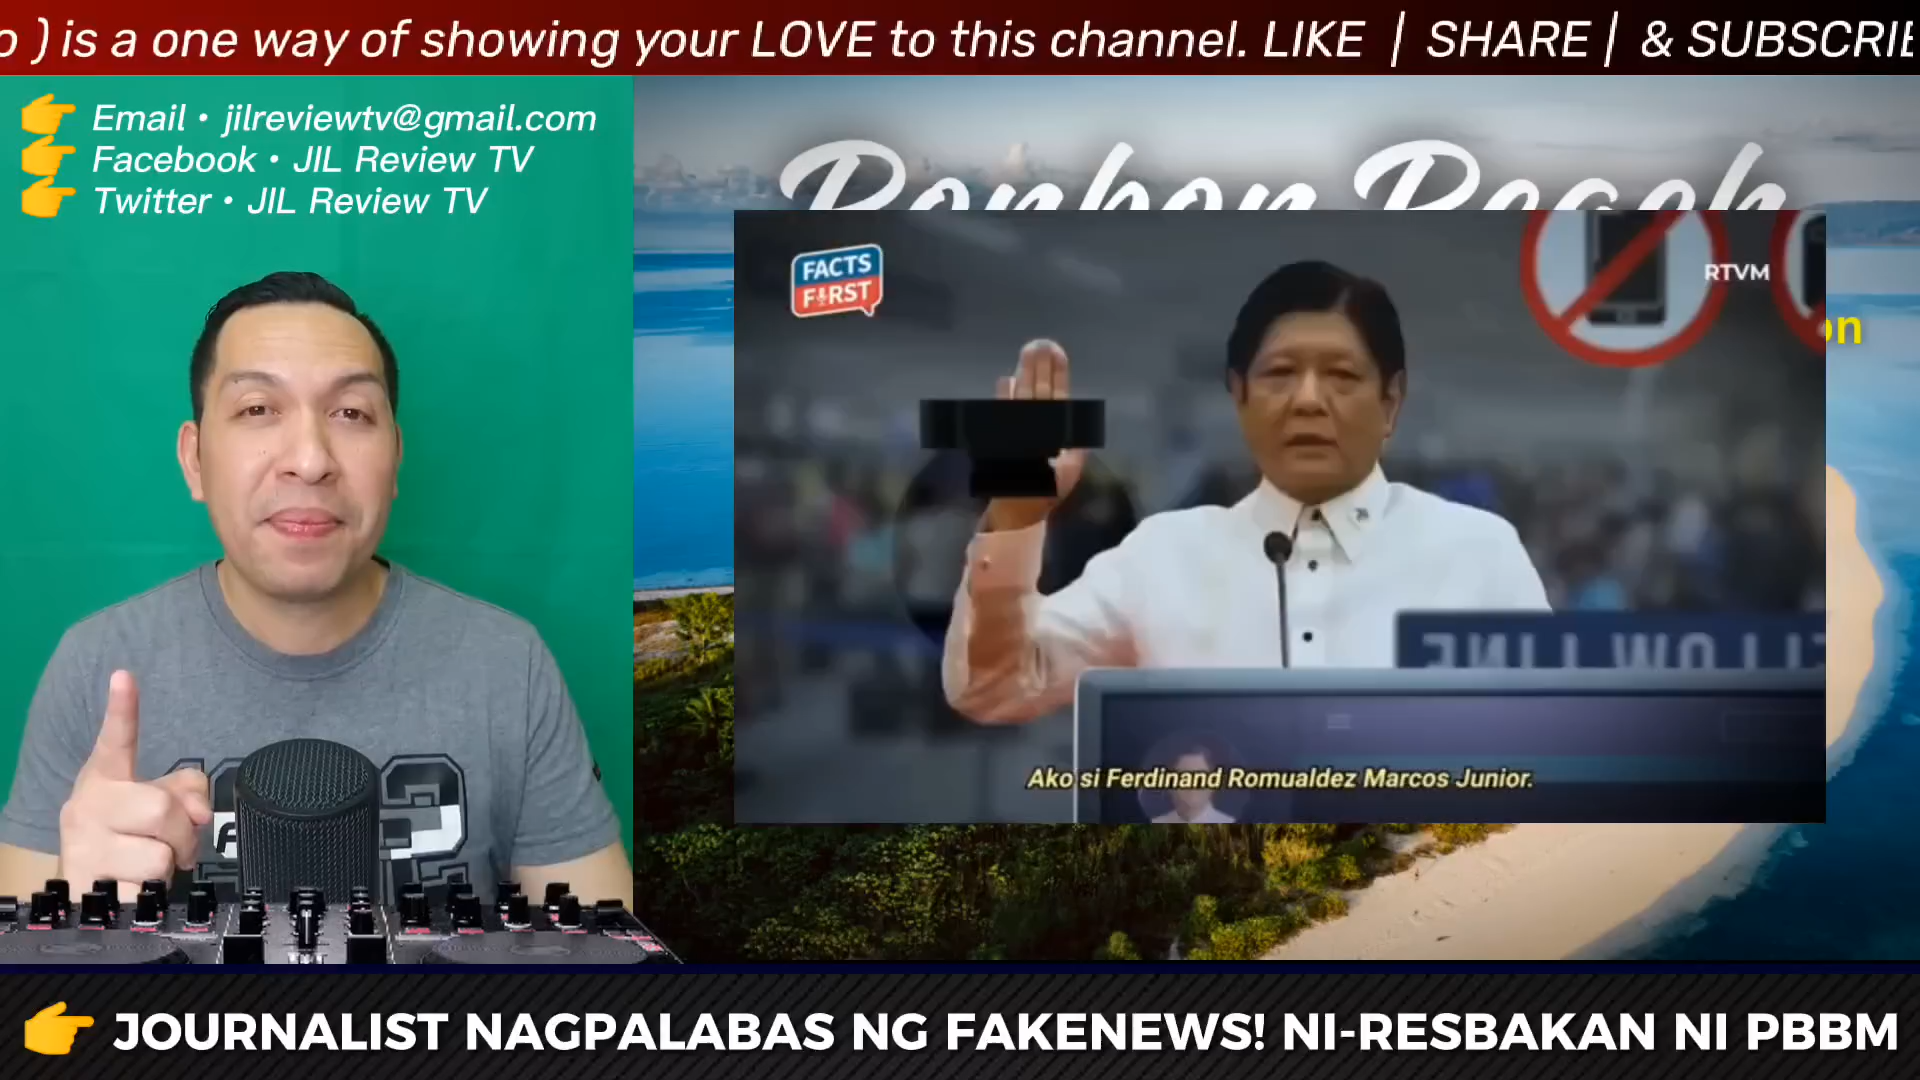 ) is a one way of showing your LOVE to this channel. LIKE | SHARE | & SUBSCRIB
👉 Email • jilreviewtv@gmail.com
👉 Facebook • JIL Review TV
👉 Twitter • JIL Review TV
FACTS
FIRST
RTVM
on
Ako si Ferdinand Romualdez Marcos Junior.
👉 JOURNALIST NAGPALABAS NG FAKENEWS! NI-RESBAKAN NI PBBM